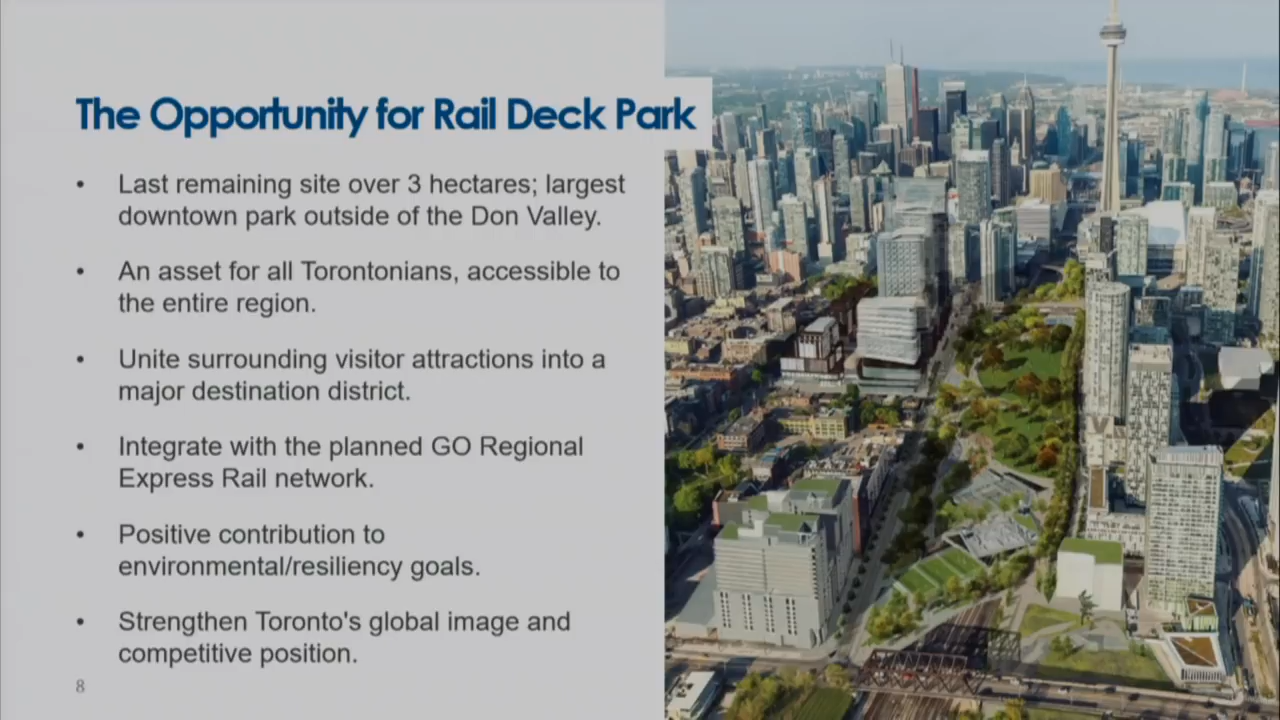 The Opportunity for Rail Deck Park
• Last remaining site over 3 hectares; largest
downtown park outside of the Don Valley.
• An asset for all Torontonians, accessible to
the entire region.
• Unite surrounding visitor attractions into a
major destination district.
• Integrate with the planned GO Regional
Express Rail network.
• Positive contribution to
environmental/resiliency goals.
• Strengthen Toronto's global image and
competitive position.
8